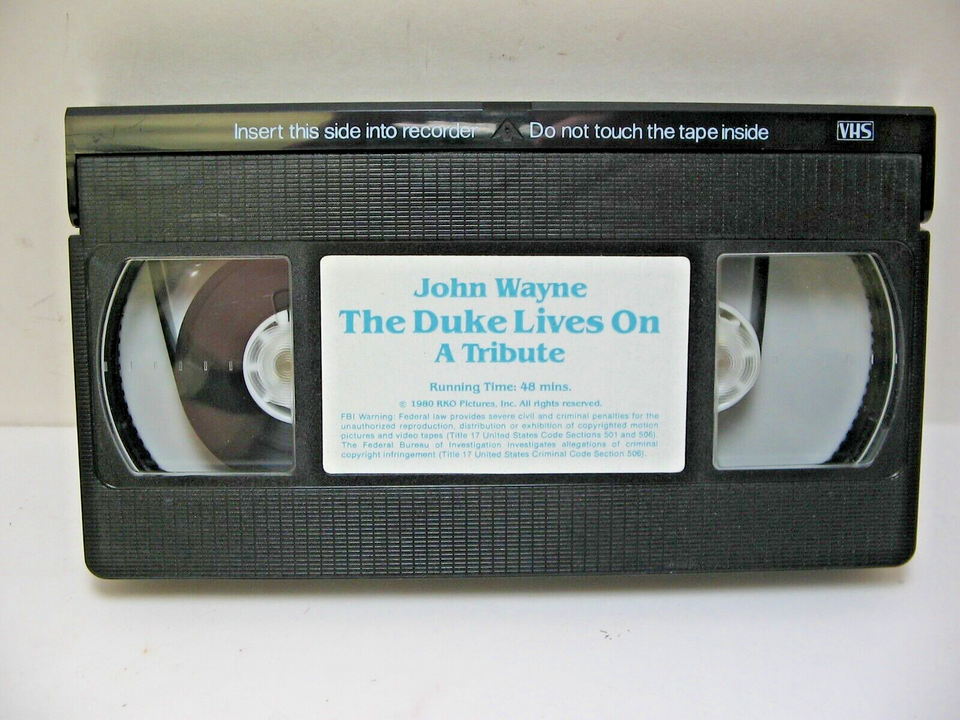 Insert this side into recorder Do not touch the tape inside VHS
John Wayne
The Duke Lives On
A Tribute
Running Time: 48 mins.
© 1980 RKO Pictures, Inc. All rights reserved.
FBI Warning: Federal law provides severe civil and criminal penalties for the
unauthorized reproduction, distribution or exhibition of copyrighted motion
pictures and video tapes (Title 17 United States Code Sections 501 and 506).
The Federal Bureau of Investigation investigates allegations of criminal
copyright infringement (Title 17 United States Criminal Code Section 506).